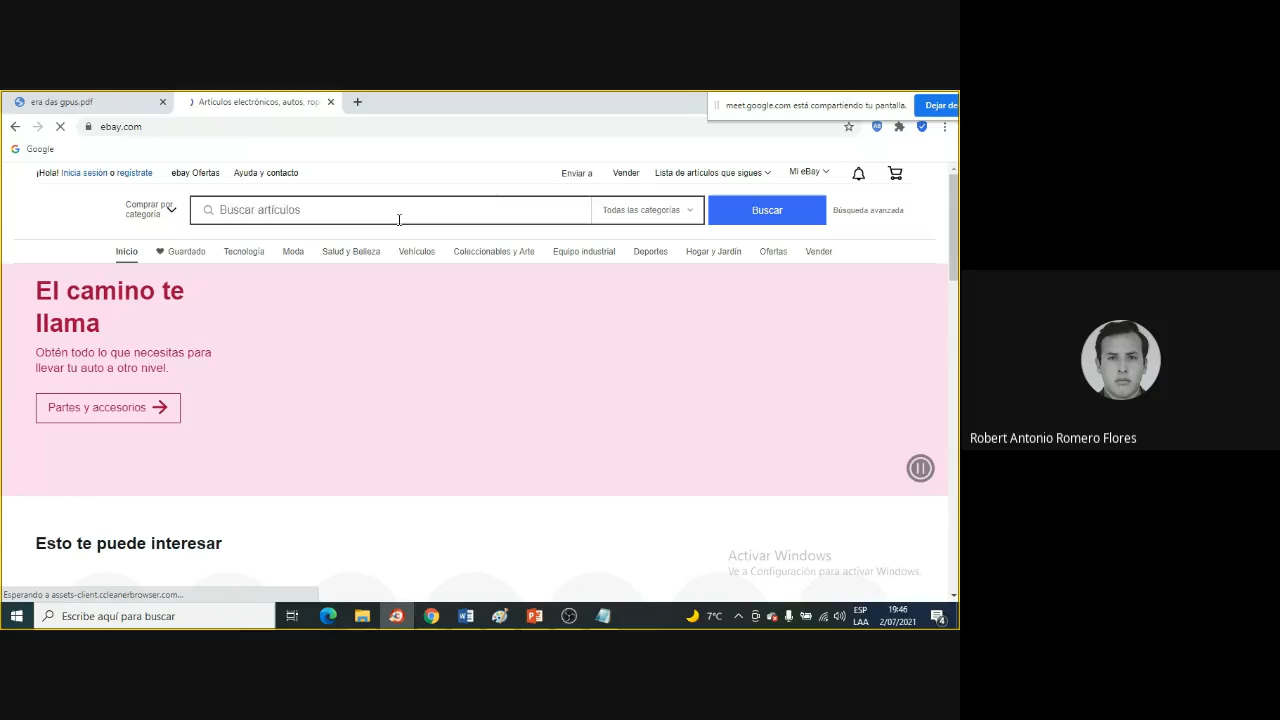 era das gpus.pdf
Artículos electrónicos, autos, rop
meet.google.com está compartiendo tu pantalla.
Dejar de
ebay.com
Google
¡Hola! Inicia sesión o regístrate
ebay Ofertas
Ayuda y contacto
Enviar a
Vender
Lista de artículos que sigues
Mi eBay
Comprar por
categoría
Buscar artículos
Todas las categorías
Buscar
Búsqueda avanzada
Inicio
Guardado
Tecnología
Moda
Salud y Belleza
Vehículos
Coleccionables y Arte
Equipo industrial
Deportes
Hogar y Jardín
Ofertas
Vender
El camino te
llama
Obtén todo lo que necesitas para
llevar tu auto a otro nivel.
Partes y accesorios
Robert Antonio Romero Flores
Esto te puede interesar
Activar Windows
Ve a Configuración para activar Windows.
Esperando a assets-client.ccleanerbrowser.com...
Escribe aquí para buscar
7°C
ESP
LAA
19:46
2/07/2021
4